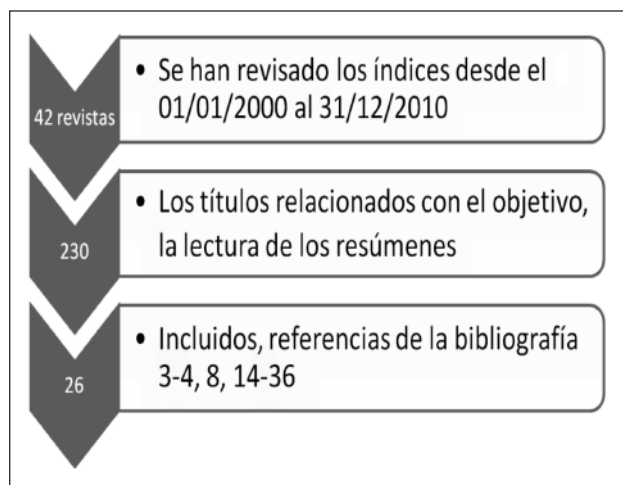 42 revistas
• Se han revisado los índices desde el
01/01/2000 al 31/12/2010
230
• Los títulos relacionados con el objetivo,
la lectura de los resúmenes
26
• Incluidos, referencias de la bibliografía
3-4, 8, 14-36